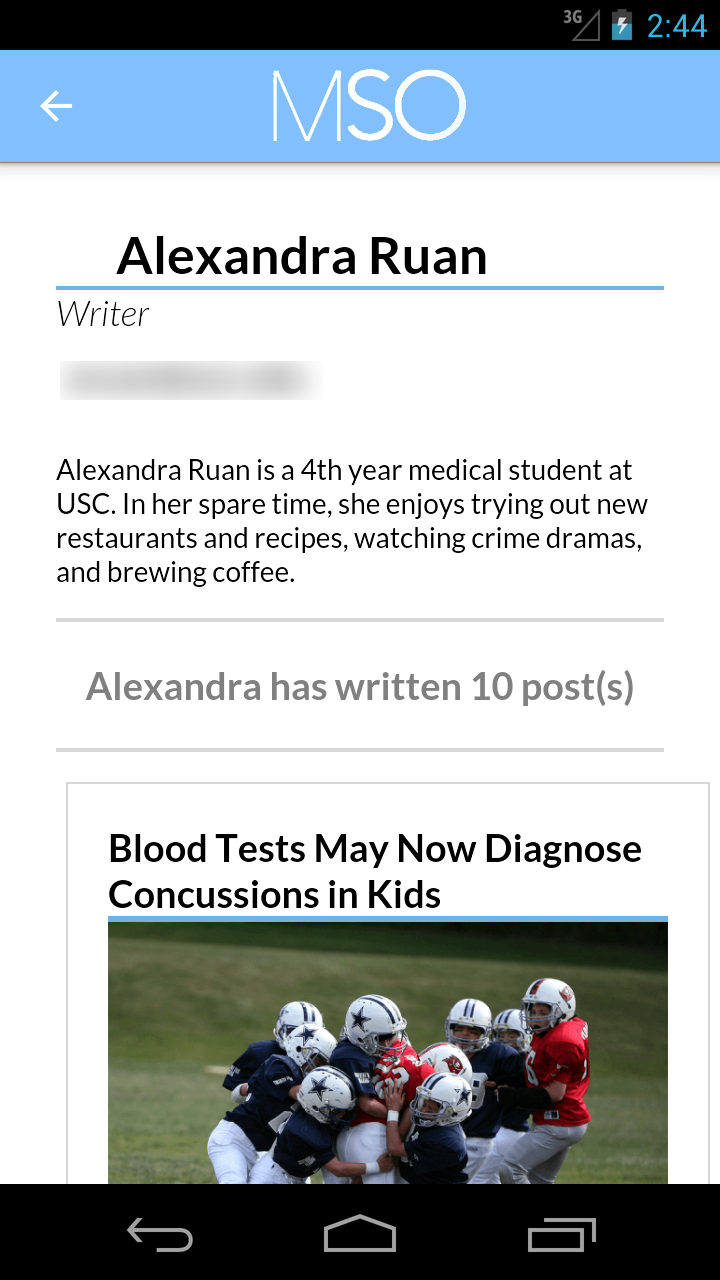 3G 2:44
MSO
Alexandra Ruan
Writer
Alexandra Ruan is a 4th year medical student at
USC. In her spare time, she enjoys trying out new
restaurants and recipes, watching crime dramas,
and brewing coffee.
Alexandra has written 10 post(s)
Blood Tests May Now Diagnose
Concussions in Kids